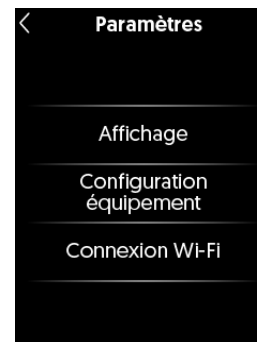 Paramètres
Affichage
Configuration
équipement
Connexion Wi-Fi